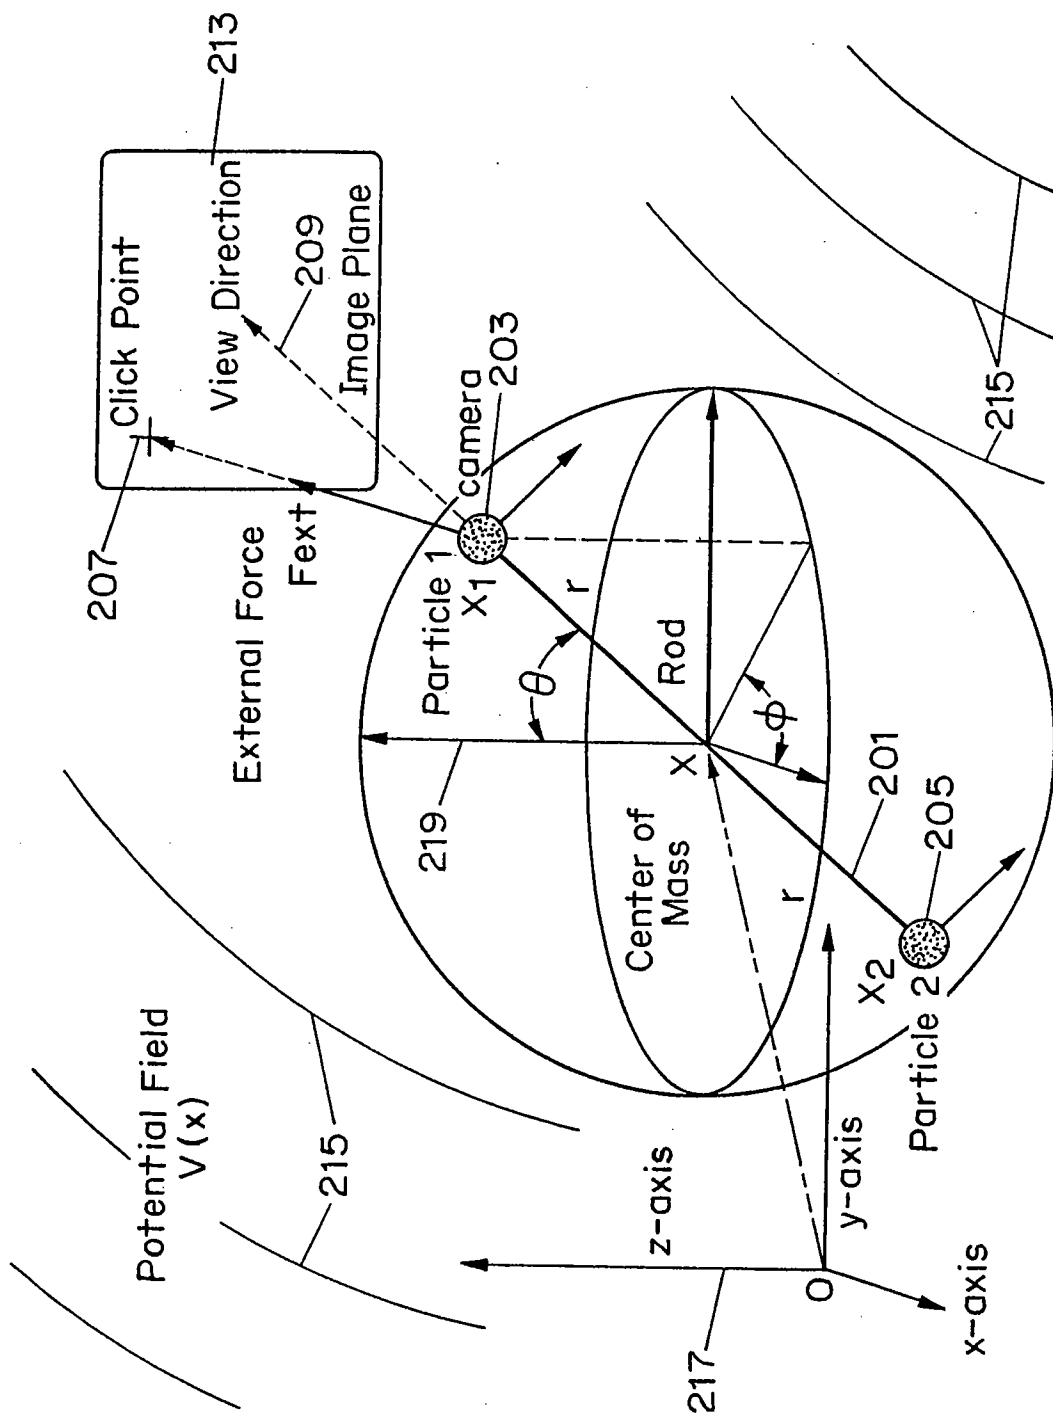 Potential Field
V(x)
215
217
z-axis
O
y-axis
x-axis
219
Center of
Mass
X
r
X2
Particle 2
205
201
Rod
θ
ϕ
r
External Force
Fext
207
Particle 1
X1
camera
203
Click Point
View Direction
209
Image Plane
213
215